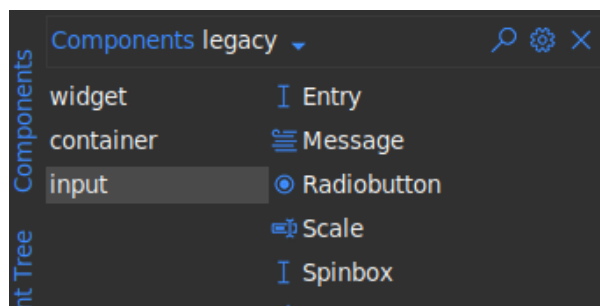 Components legacy
widget
container
input
Entry
Message
Radiobutton
Scale
Spinbox
Components
nt Tree